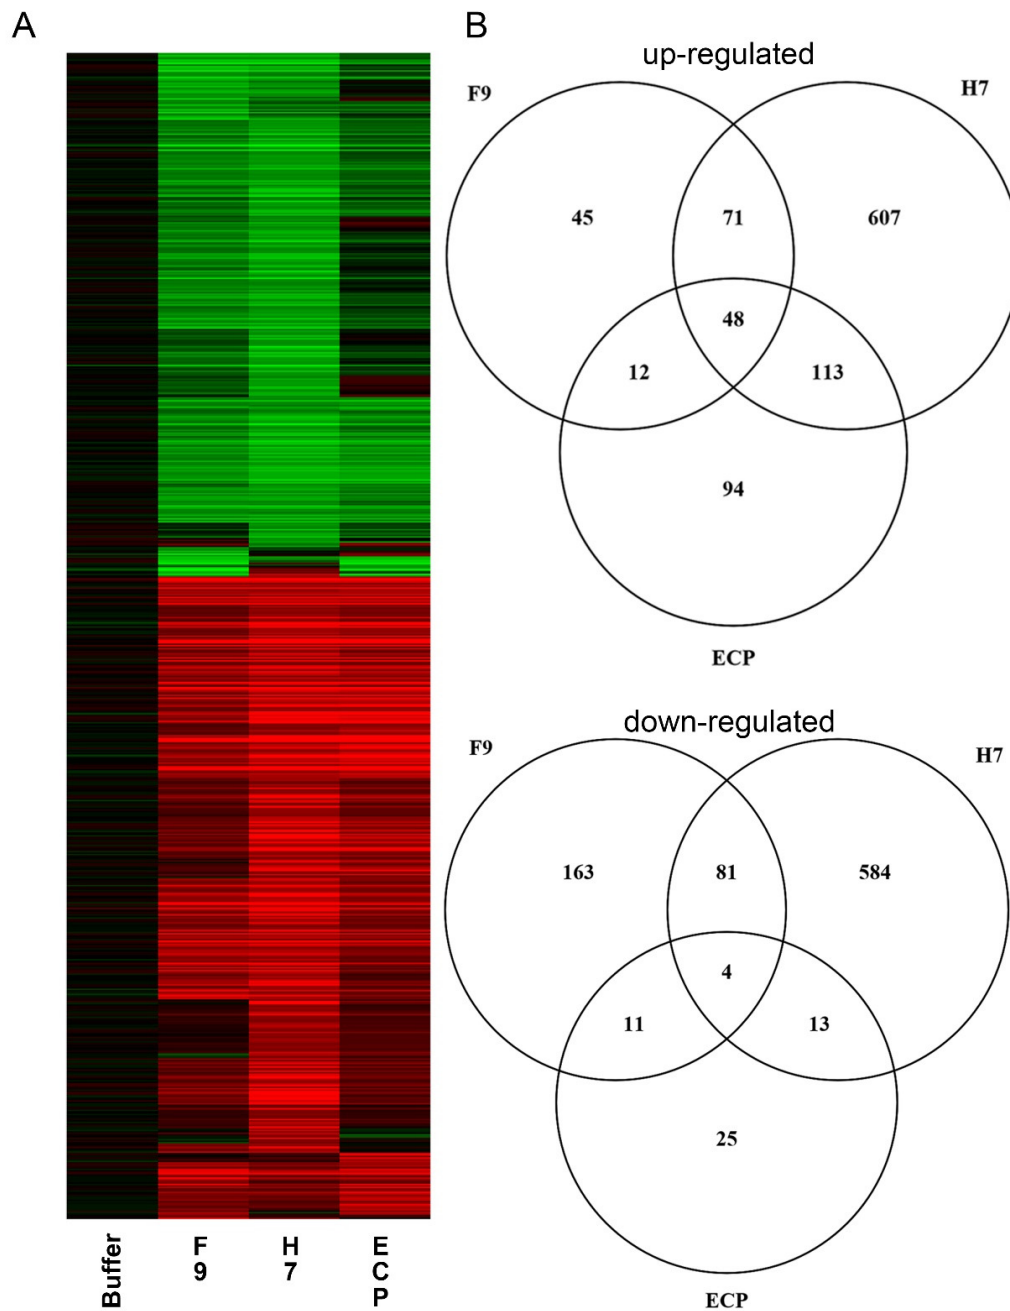 A
B
up-regulated
F9
H7
45
71
607
48
12
113
94
ECP
down-regulated
F9
H7
163
81
584
4
11
13
25
ECP
Buffer
F
9
H
7
E
C
P